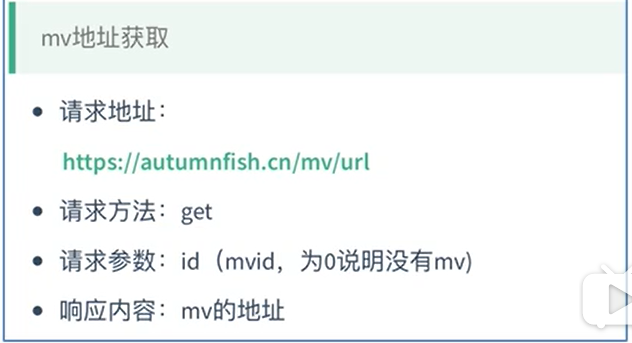 mv地址获取
请求地址：
https://autumnfish.cn/mv/url
请求方法：get
请求参数：id（mvid，为0说明没有mv)
响应内容：mv的地址